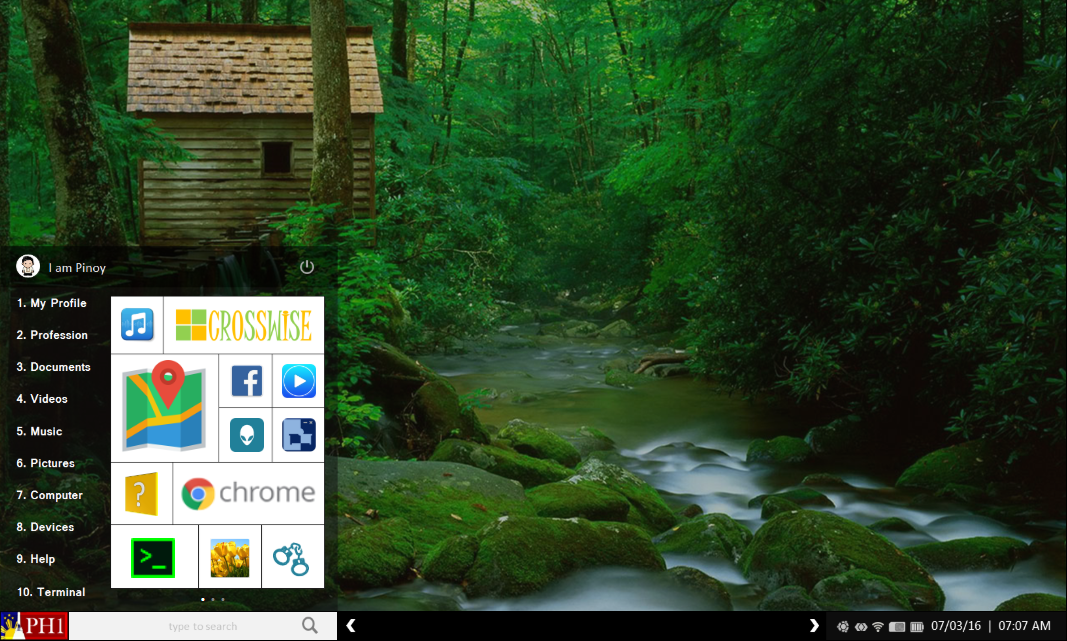 I am Pinoy
1. My Profile
2. Profession
3. Documents
4. Videos
5. Music
6. Pictures
7. Computer
8. Devices
9. Help
10. Terminal
CROSSWISE
f
?
chrome
>_
PH1
type to search
07/03/16 | 07:07 AM